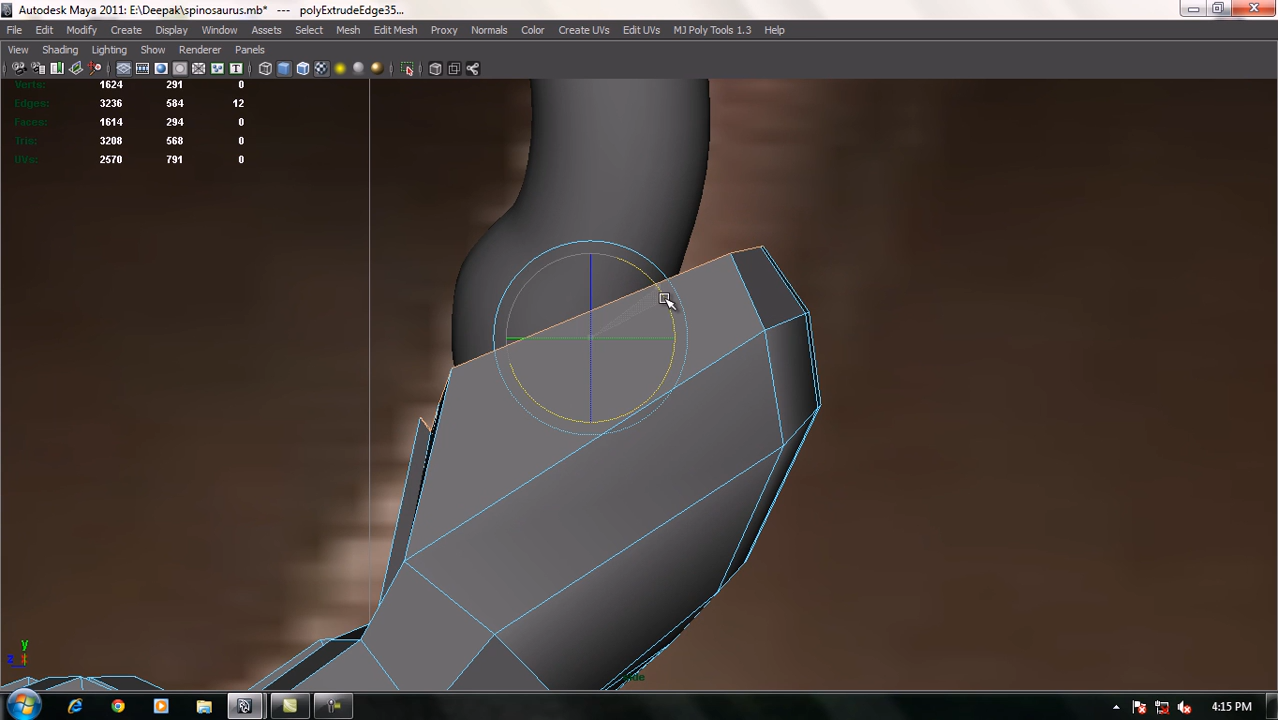 Autodesk Maya 2011: E:\Deepak\spinosaurus.mb* --- polyExtrudeEdge35...
File Edit Modify Create Display Window Assets Select Mesh Edit Mesh Proxy Normals Color Create UVs Edit UVs MJ Poly Tools 1.3 Help
View Shading Lighting Show Renderer Panels
Verts: 1624 291 0
Edges: 3236 584 12
Faces: 1614 294 0
Tris: 3208 568 0
UVs: 2570 791 0
y
z
4:15 PM